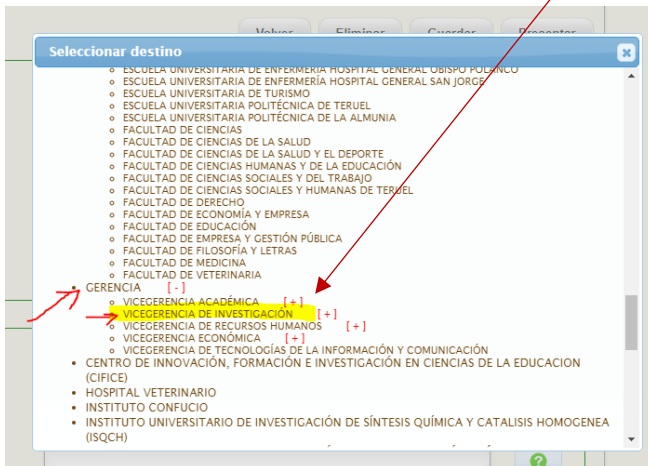 Volver Eliminar Guardar Presentar
Seleccionar destino
ESCUELA UNIVERSITARIA DE ENFERMERÍA HOSPITAL GENERAL OBISPO POLANCO
ESCUELA UNIVERSITARIA DE ENFERMERÍA HOSPITAL GENERAL SAN JORGE
ESCUELA UNIVERSITARIA DE TURISMO
ESCUELA UNIVERSITARIA POLITÉCNICA DE TERUEL
ESCUELA UNIVERSITARIA POLITÉCNICA DE LA ALMUNIA
FACULTAD DE CIENCIAS
FACULTAD DE CIENCIAS DE LA SALUD
FACULTAD DE CIENCIAS DE LA SALUD Y EL DEPORTE
FACULTAD DE CIENCIAS HUMANAS Y DE LA EDUCACIÓN
FACULTAD DE CIENCIAS SOCIALES Y DEL TRABAJO
FACULTAD DE CIENCIAS SOCIALES Y HUMANAS DE TERUEL
FACULTAD DE DERECHO
FACULTAD DE ECONOMÍA Y EMPRESA
FACULTAD DE EDUCACIÓN
FACULTAD DE EMPRESA Y GESTIÓN PÚBLICA
FACULTAD DE FILOSOFÍA Y LETRAS
FACULTAD DE MEDICINA
FACULTAD DE VETERINARIA
GERENCIA [-]
VICEGERENCIA ACADÉMICA [+]
VICEGERENCIA DE INVESTIGACIÓN [+]
VICEGERENCIA DE RECURSOS HUMANOS [+]
VICEGERENCIA ECONÓMICA [+]
VICEGERENCIA DE TECNOLOGÍAS DE LA INFORMACIÓN Y COMUNICACIÓN
CENTRO DE INNOVACIÓN, FORMACIÓN E INVESTIGACIÓN EN CIENCIAS DE LA EDUCACION
(CIFICE)
HOSPITAL VETERINARIO
INSTITUTO CONFUCIO
INSTITUTO UNIVERSITARIO DE INVESTIGACIÓN DE SÍNTESIS QUÍMICA Y CATALISIS HOMOGENEA
(ISQCH)
?